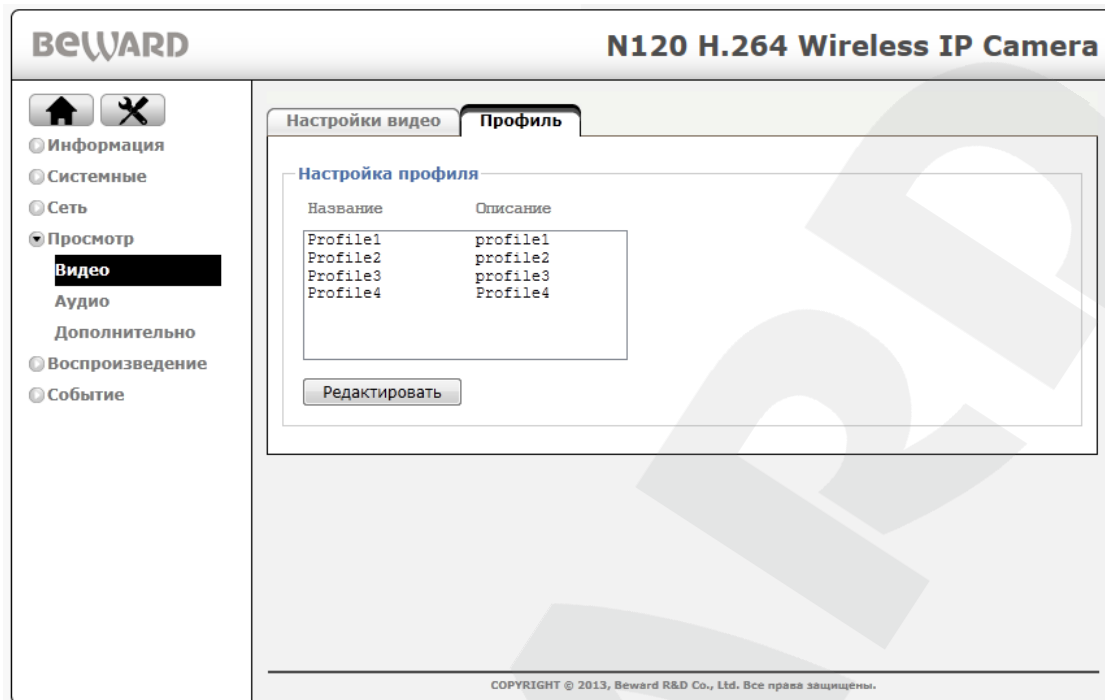 BEWARD
N120 H.264 Wireless IP Camera
Информация
Системные
Сеть
Просмотр
Видео
Аудио
Дополнительно
Воспроизведение
Событие
Настройки видео Профиль
Настройка профиля
Название Описание
Profile1 profile1
Profile2 profile2
Profile3 profile3
Profile4 Profile4
Редактировать
COPYRIGHT © 2013, Beward R&D Co., Ltd. Все права защищены.